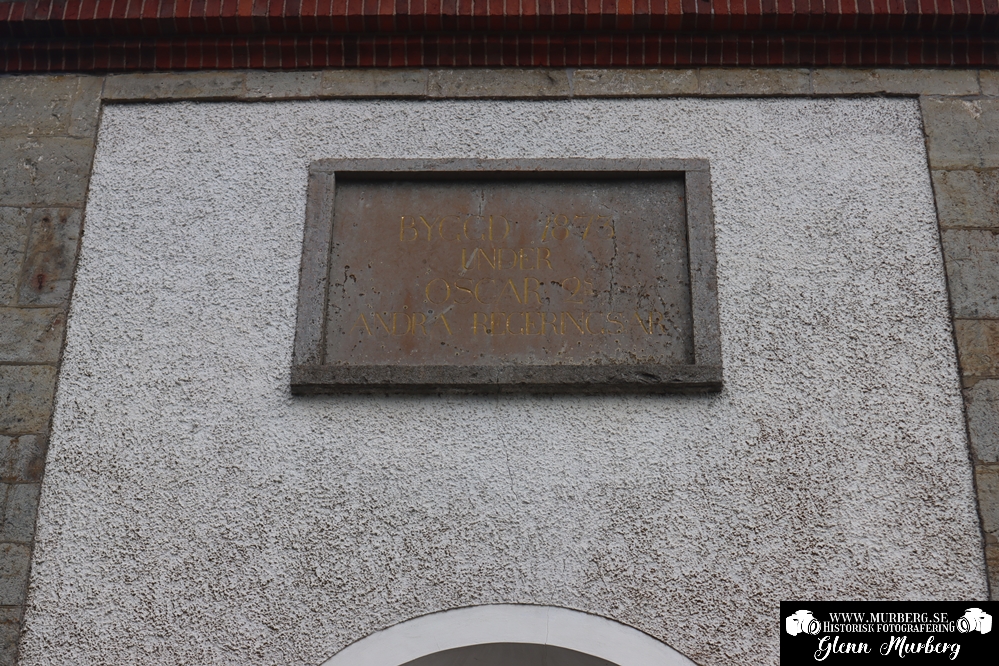 BYGGD 1873
UNDER
OSCAR 2S
ANDRA REGERINGSÅR
WWW.MURBERG.SE
HISTORISK FOTOGRAFERING
Glenn Murberg